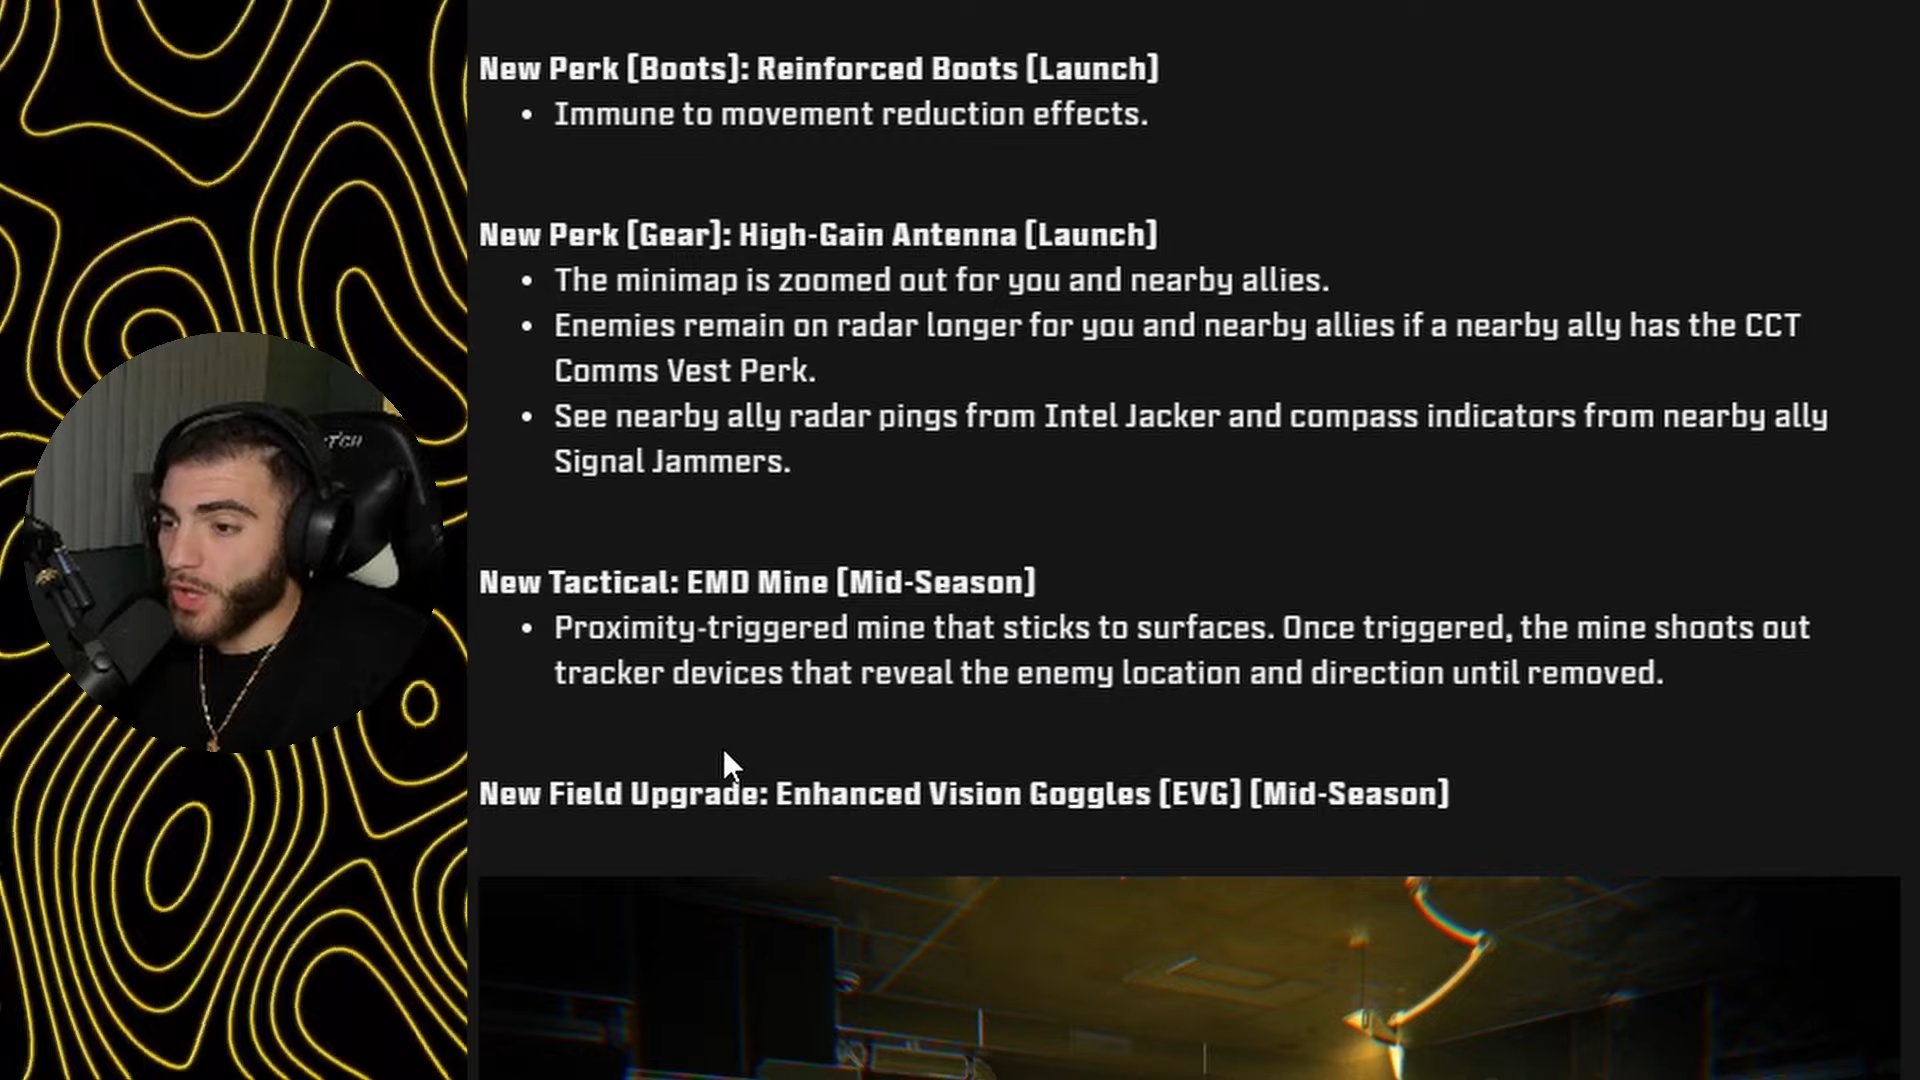 New Perk [Boots]: Reinforced Boots [Launch]
• Immune to movement reduction effects.
New Perk [Gear]: High-Gain Antenna [Launch]
• The minimap is zoomed out for you and nearby allies.
• Enemies remain on radar longer for you and nearby allies if a nearby ally has the CCT
Comms Vest Perk.
• See nearby ally radar pings from Intel Jacker and compass indicators from nearby ally
Signal Jammers.
New Tactical: EMD Mine [Mid-Season]
• Proximity-triggered mine that sticks to surfaces. Once triggered, the mine shoots out
tracker devices that reveal the enemy location and direction until removed.
New Field Upgrade: Enhanced Vision Goggles [EVG] [Mid-Season]